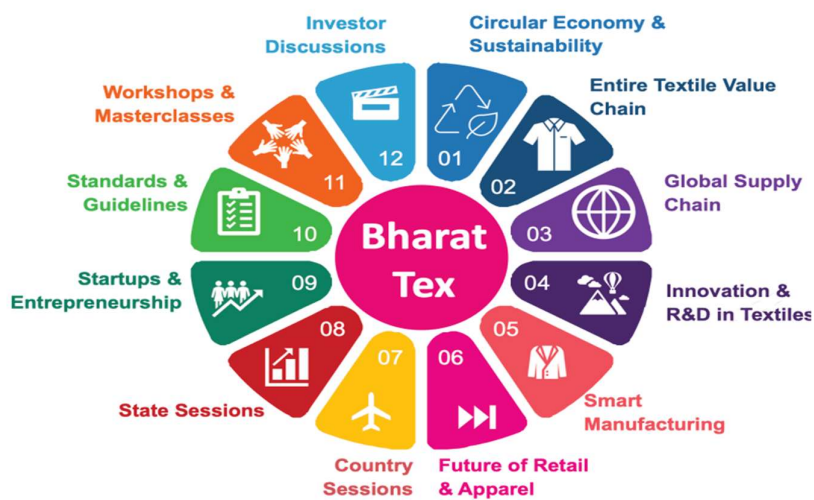 Bharat
Tex
01
Circular Economy &
Sustainability
02
Entire Textile Value
Chain
03
Global Supply
Chain
04
Innovation &
R&D in Textiles
05
Smart
Manufacturing
06
Future of Retail
& Apparel
07
Country
Sessions
08
State Sessions
09
Startups &
Entrepreneurship
10
Standards &
Guidelines
11
Workshops &
Masterclasses
12
Investor
Discussions